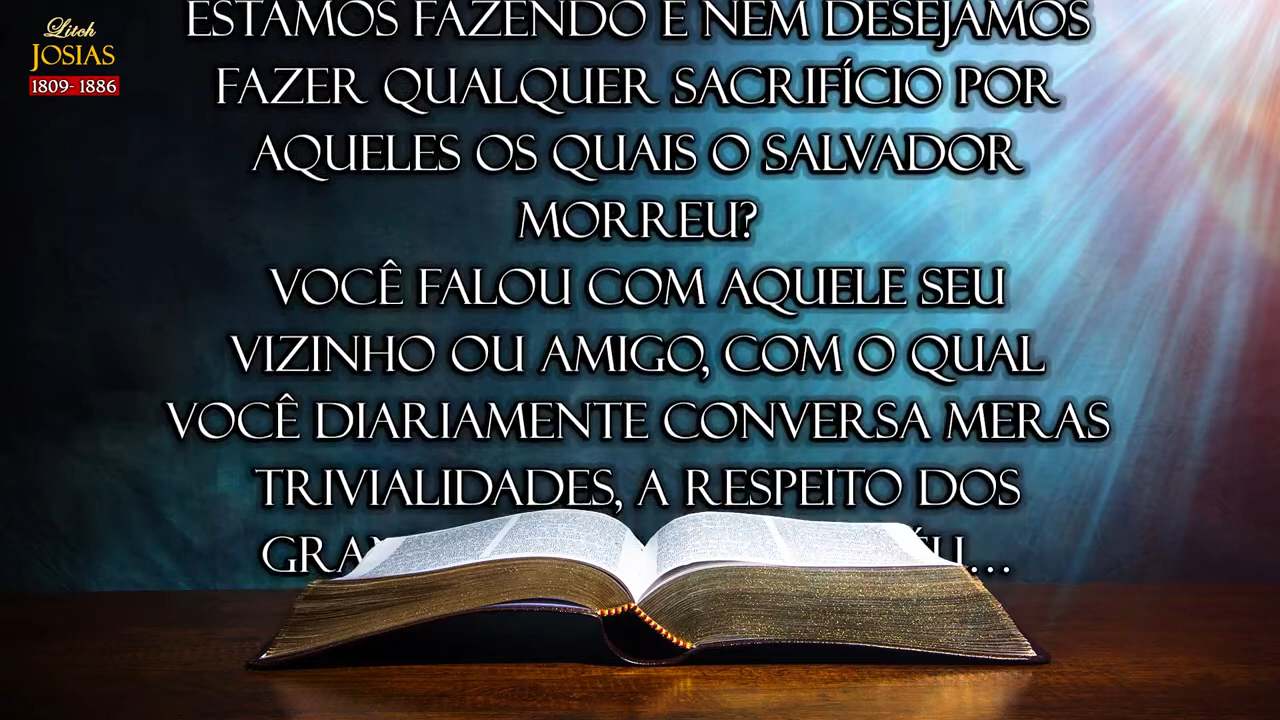 Litch
JOSIAS
1809- 1886
ESTAMOS FAZENDO E NEM DESEJAMOS
FAZER QUALQUER SACRIFÍCIO POR
AQUELES OS QUAIS O SALVADOR
MORREU?
VOCÊ FALOU COM AQUELE SEU
VIZINHO OU AMIGO, COM O QUAL
VOCÊ DIARIAMENTE CONVERSA MERAS
TRIVIALIDADES, A RESPEITO DOS